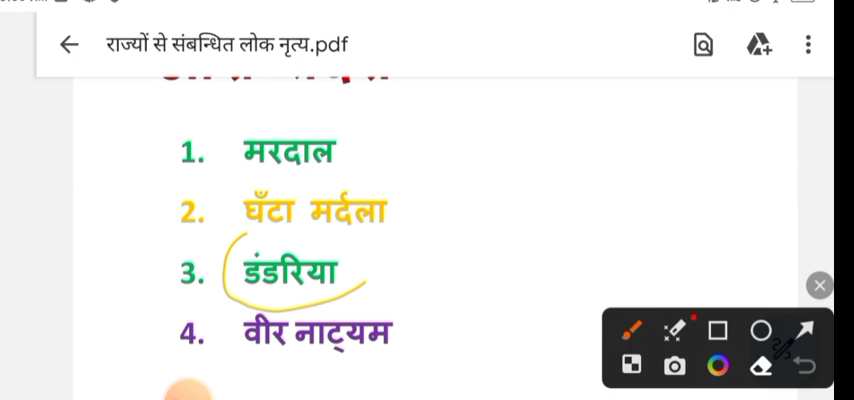 राज्यों से संबन्धित लोक नृत्य.pdf
1. मरदाल
2. घँटा मर्दला
3. डंडरिया
4. वीर नाट्यम